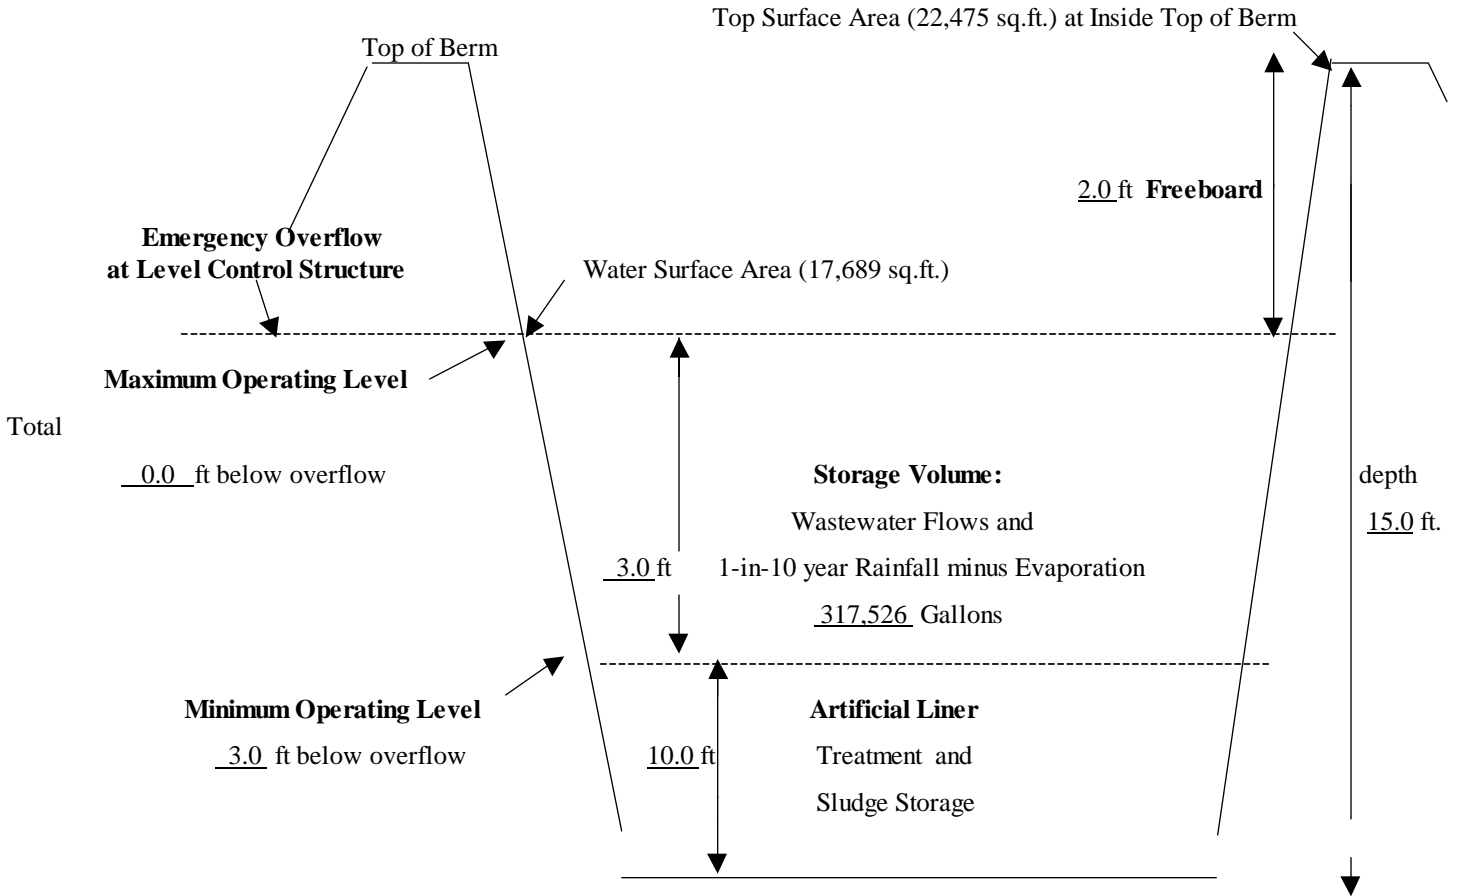 Top Surface Area (22,475 sq.ft.) at Inside Top of Berm
Top of Berm
2.0 ft Freeboard
Emergency Overflow
at Level Control Structure
Water Surface Area (17,689 sq.ft.)
Maximum Operating Level
Total
0.0 ft below overflow
Storage Volume:
depth
Wastewater Flows and
15.0 ft.
3.0 ft
1-in-10 year Rainfall minus Evaporation
317,526 Gallons
Minimum Operating Level
Artificial Liner
3.0 ft below overflow
10.0 ft
Treatment and
Sludge Storage